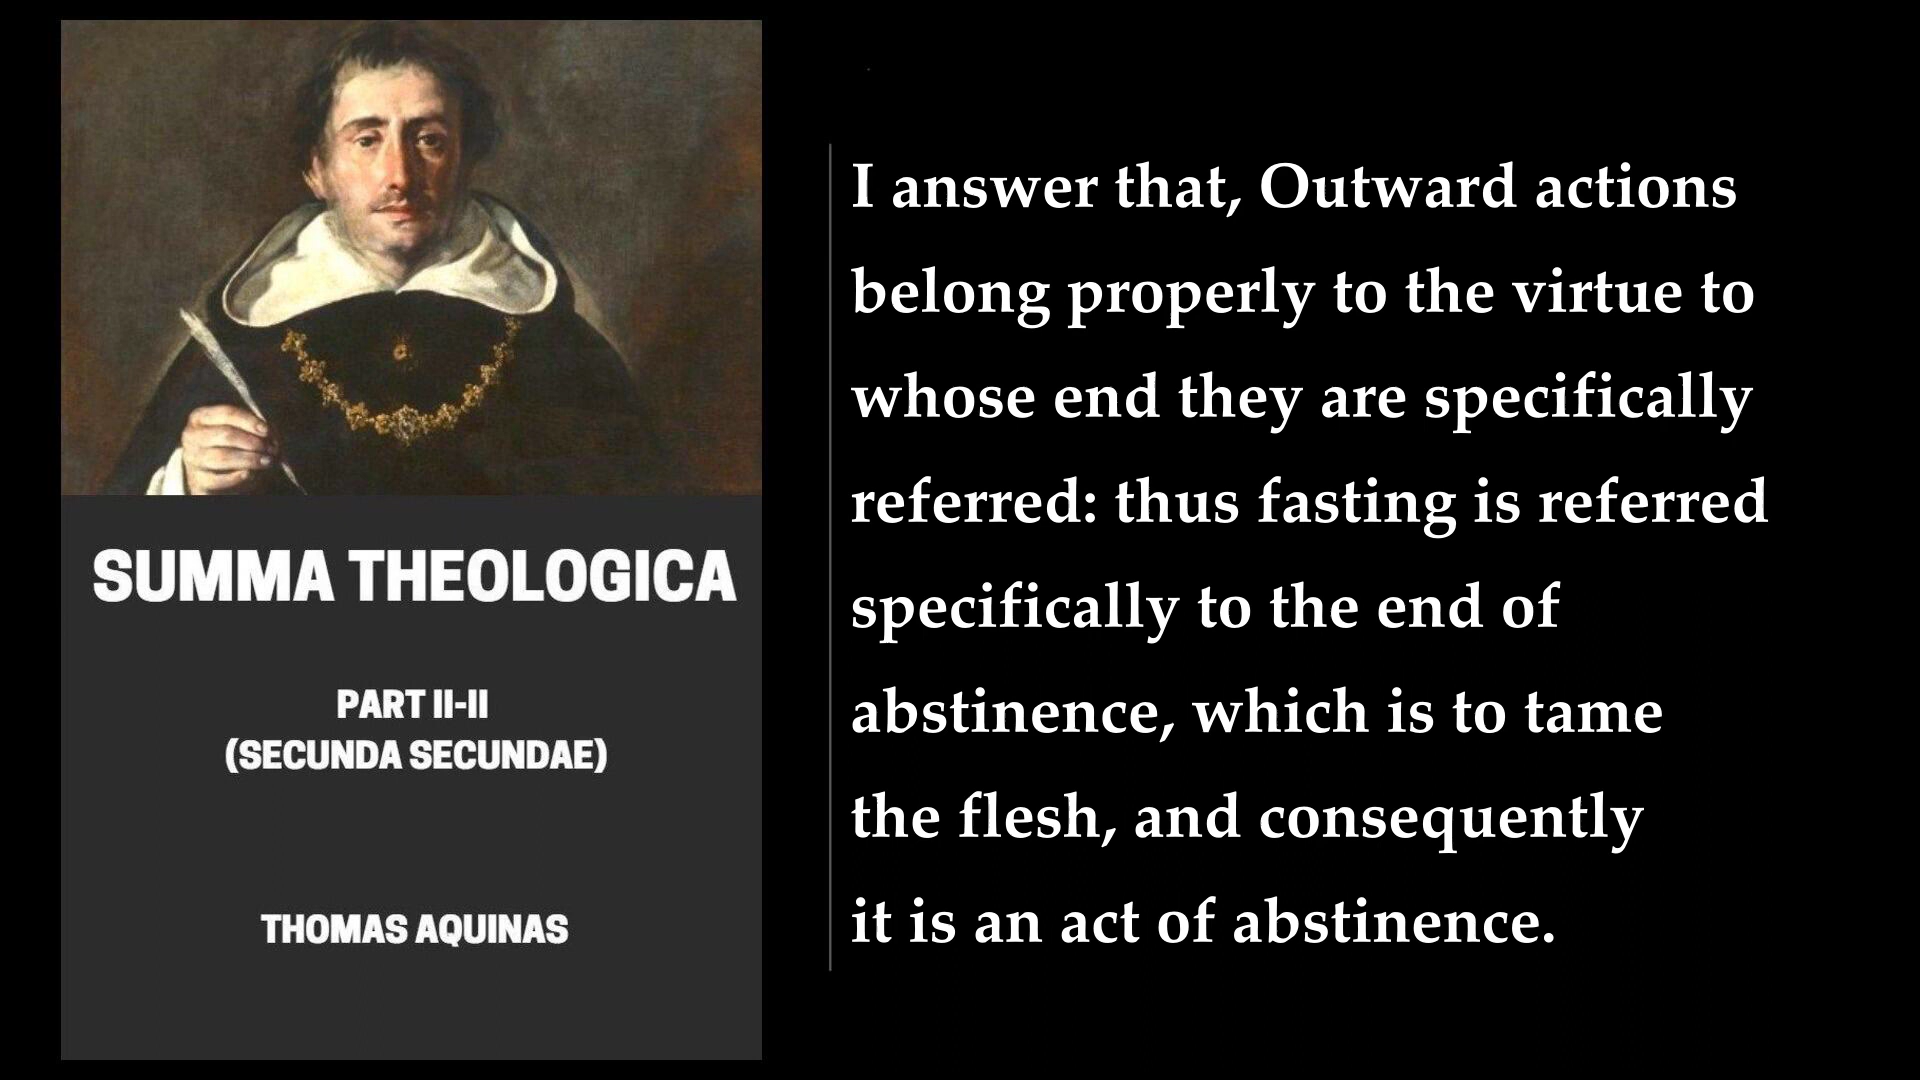 SUMMA THEOLOGICA
PART II-II
(SECUNDA SECUNDAE)
THOMAS AQUINAS
I answer that, Outward actions
belong properly to the virtue to
whose end they are specifically
referred: thus fasting is referred
specifically to the end of
abstinence, which is to tame
the flesh, and consequently
it is an act of abstinence.